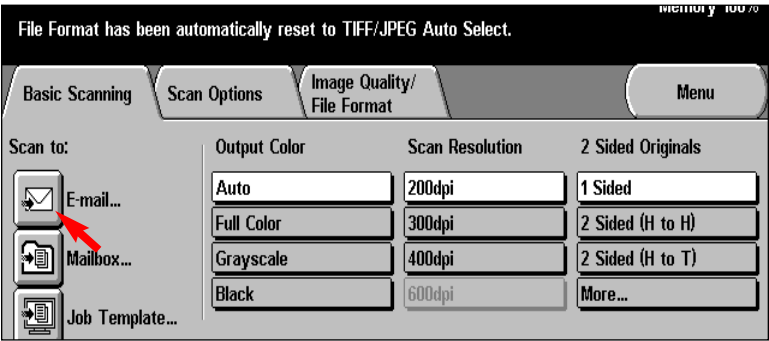 Memory 100%
File Format has been automatically reset to TIFF/JPEG Auto Select.
Basic Scanning
Scan Options
Image Quality/
File Format
Menu
Scan to:
Output Color
Scan Resolution
2 Sided Originals
E-mail...
Auto
200dpi
1 Sided
Full Color
300dpi
2 Sided (H to H)
Mailbox...
Grayscale
400dpi
2 Sided (H to T)
Black
600dpi
More...
Job Template...